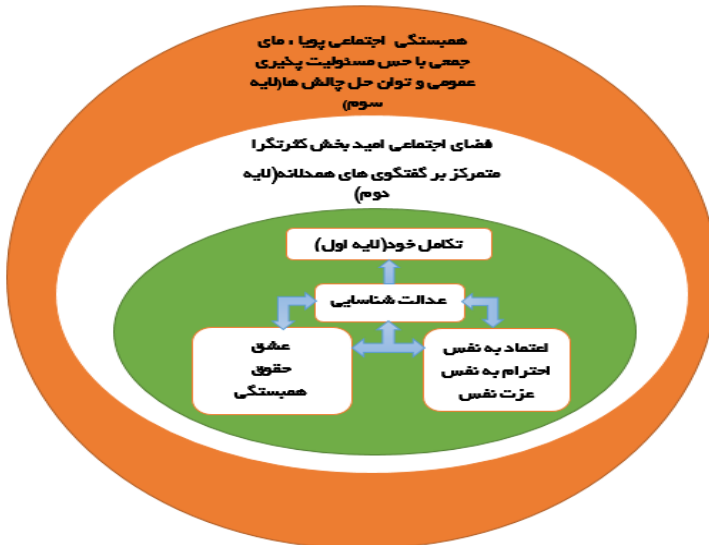 همبستگی اجتماعی پویا ، مای
جمعی با حس مسئولیت پذیری
عمومی و توان حل چالش ها(لایه
سوم)
فضای اجتماعی امید بخش کثرتگرا
متمرکز بر گفتگوی های همدلانه(لایه
دوم)
تکامل خود(لایه اول)
عدالت شناسایی
اعتماد به نفس
احترام به نفس
عزت نفس
عشق
حقوق
همبستگی